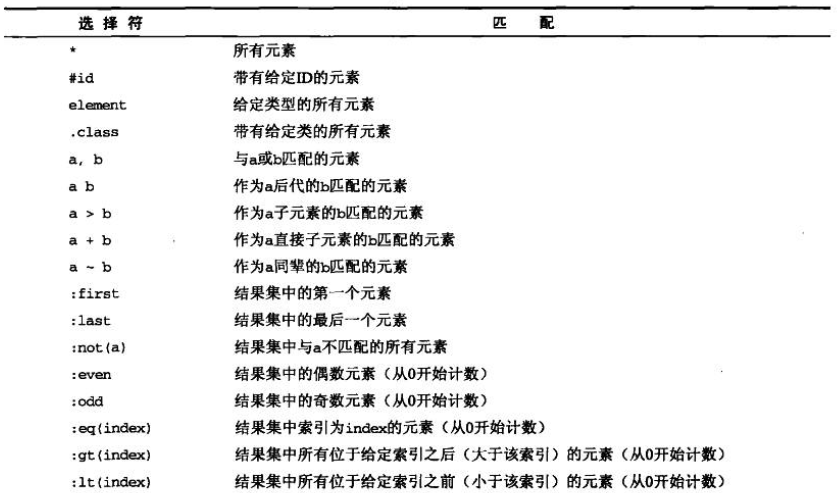 选择符 匹配
* 所有元素
#id 带有给定ID的元素
element 给定类型的所有元素
.class 带有给定类的所有元素
a, b 与a或b匹配的元素
a b 作为a后代的b匹配的元素
a > b 作为a子元素的b匹配的元素
a + b 作为a直接子元素的b匹配的元素
a ~ b 作为a同辈的b匹配的元素
:first 结果集中的第一个元素
:last 结果集中的最后一个元素
:not(a) 结果集中与a不匹配的所有元素
:even 结果集中的偶数元素（从0开始计数）
:odd 结果集中的奇数元素（从0开始计数）
:eq(index) 结果集中索引为index的元素（从0开始计数）
:gt(index) 结果集中所有位于给定索引之后（大于该索引）的元素（从0开始计数）
:lt(index) 结果集中所有位于给定索引之前（小于该索引）的元素（从0开始计数）